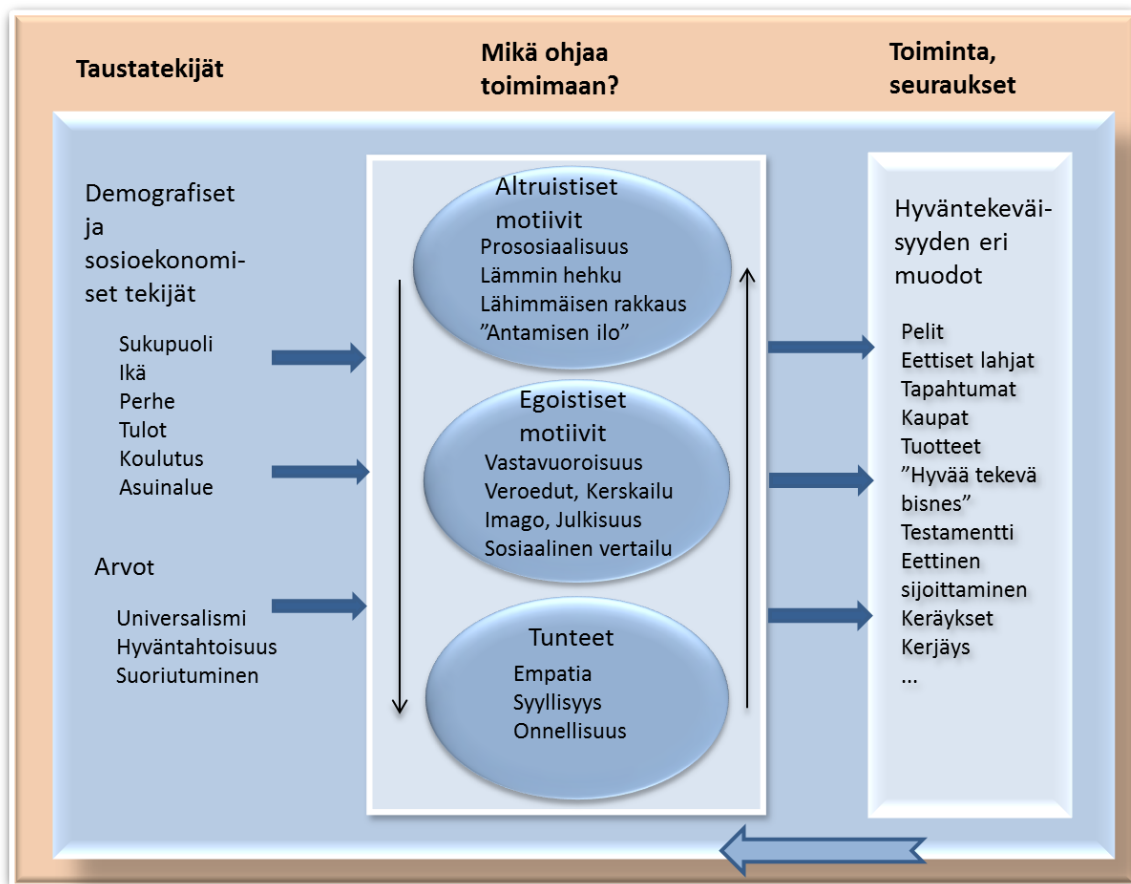 Taustatekijät
Mikä ohjaa
toimimaan?
Toiminta,
seuraukset
Demografiset
ja
sosioekonomi-
set tekijät
Sukupuoli
Ikä
Perhe
Tulot
Koulutus
Asuinalue
Arvot
Universalismi
Hyväntahtoisuus
Suoriutuminen
Altruistiset
motiivit
Prososiaalisuus
Lämmin hehku
Lähimmäisen rakkaus
”Antamisen ilo”
Egoistiset
motiivit
Vastavuoroisuus
Veroedut, Kerskailu
Imago, Julkisuus
Sosiaalinen vertailu
Tunteet
Empatia
Syyllisyys
Onnellisuus
Hyväntekeväi-
syyden eri
muodot
Pelit
Eettiset lahjat
Tapahtumat
Kaupat
Tuotteet
”Hyvää tekevä
bisnes”
Testamentti
Eettinen
sijoittaminen
Keräykset
Kerjäys
...